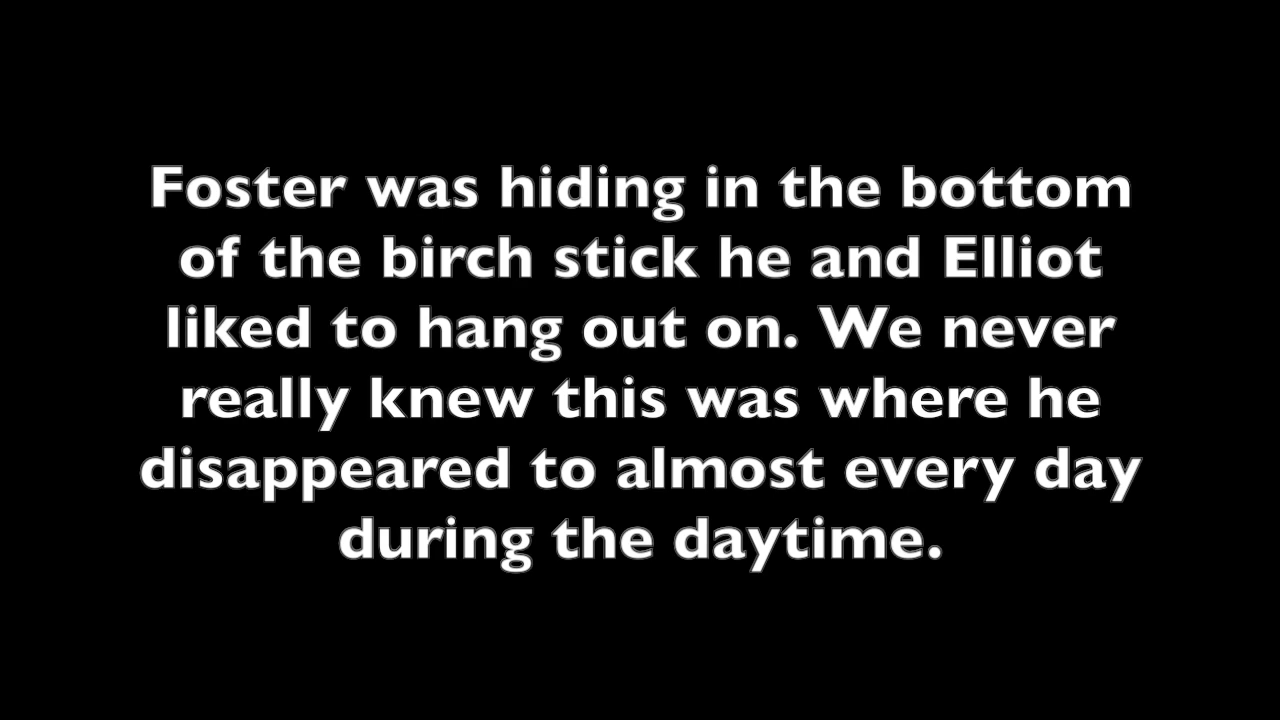 Foster was hiding in the bottom
of the birch stick he and Elliot
liked to hang out on. We never
really knew this was where he
disappeared to almost every day
during the daytime.